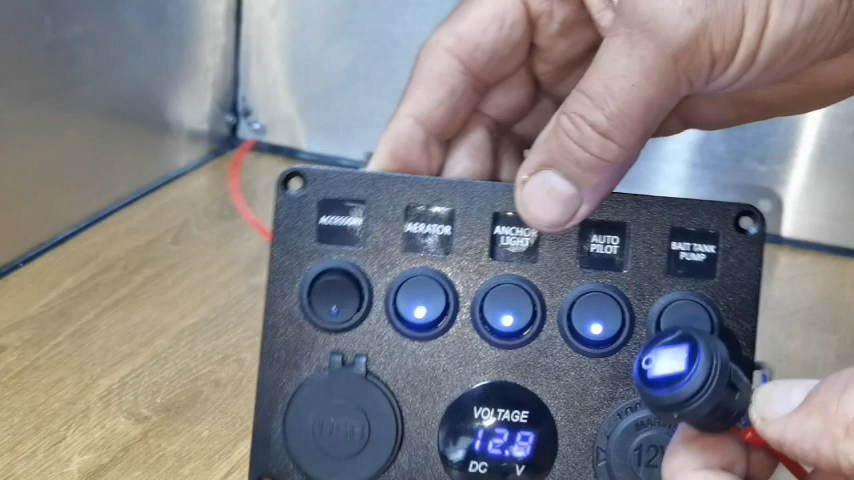 ACCESSORY
AERATOR
ANCHOR
LIGHT
AUTO
PILOT
BAIT TANK
PUMP
USB
VOLTAGE
12.8
DC V
12V